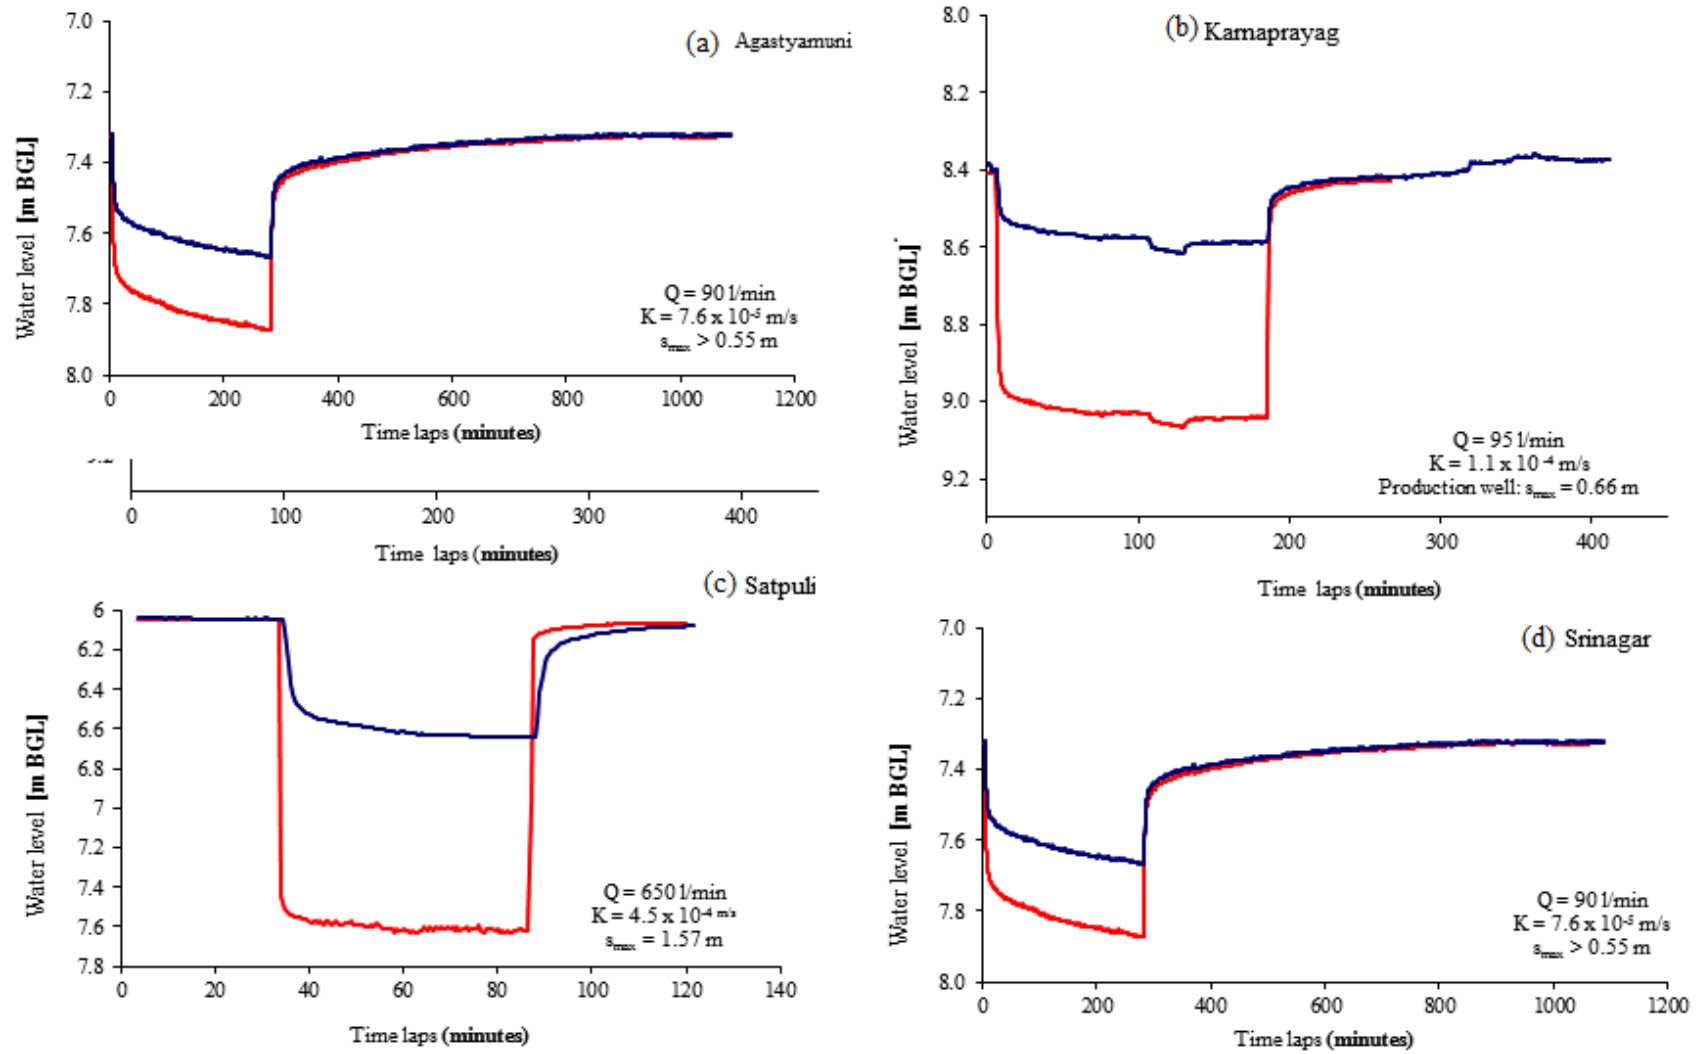 (a) Agastyamuni
7.0
7.2
7.4
7.6
7.8
8.0
Water level [m BGL]
Q = 90 l/min
K = 7.6 x 10-5 m/s
smax > 0.55 m
0 200 400 600 800 1000 1200
Time laps (minutes)
0 100 200 300 400
Time laps (minutes)
(b) Karnaprayag
8.0
8.2
8.4
8.6
8.8
9.0
9.2
Water level [m BGL]
Q = 95 l/min
K = 1.1 x 10-4 m/s
Production well: smax = 0.66 m
0 100 200 300 400
Time laps (minutes)
(c) Satpuli
6
6.2
6.4
6.6
6.8
7
7.2
7.4
7.6
7.8
Water level [m BGL]
Q = 650 l/min
K = 4.5 x 10-4 m/s
smax = 1.57 m
0 20 40 60 80 100 120 140
Time laps (minutes)
(d) Srinagar
7.0
7.2
7.4
7.6
7.8
8.0
Water level [m BGL]
Q = 90 l/min
K = 7.6 x 10-5 m/s
smax > 0.55 m
0 200 400 600 800 1000 1200
Time laps (minutes)